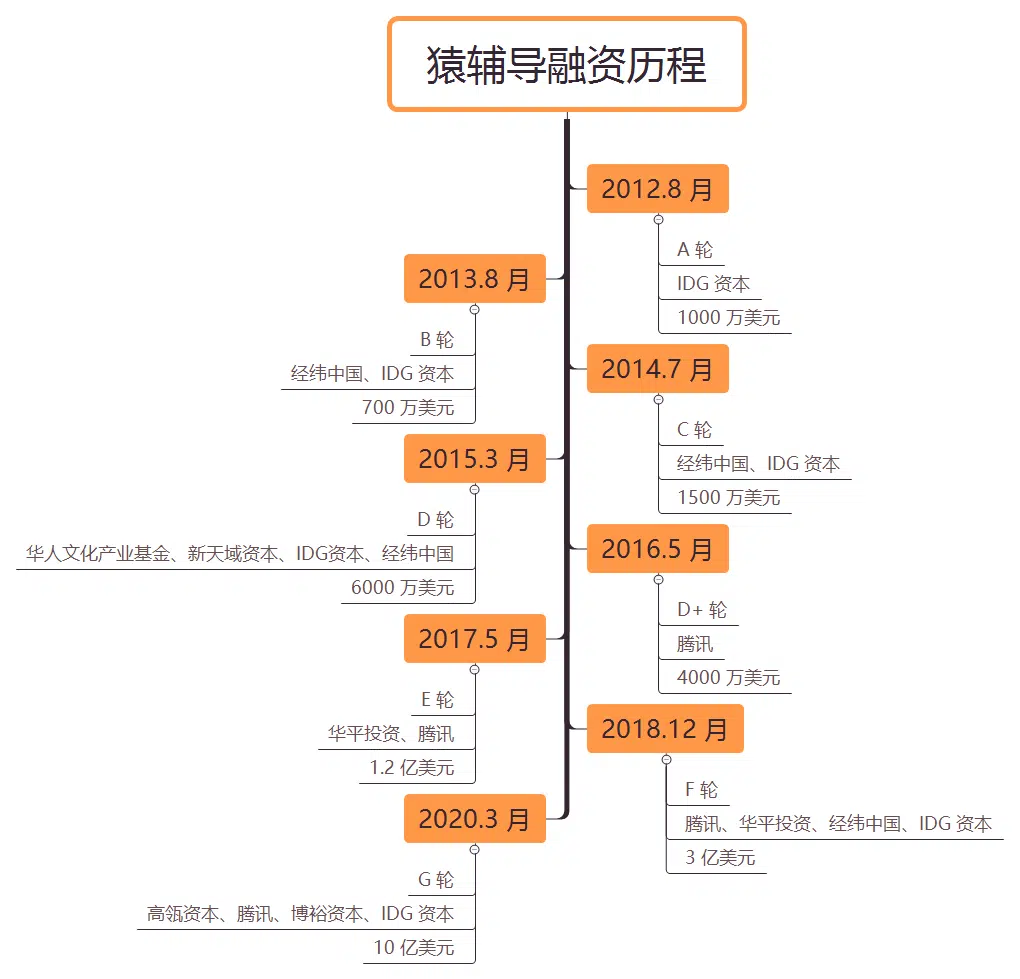 猿辅导融资历程
2012.8 月
A 轮
IDG 资本
1000 万美元
2013.8 月
B 轮
经纬中国、IDG 资本
700 万美元
2014.7 月
C 轮
经纬中国、IDG 资本
1500 万美元
2015.3 月
D 轮
华人文化产业基金、新天域资本、IDG资本、经纬中国
6000 万美元
2016.5 月
D+ 轮
腾讯
4000 万美元
2017.5 月
E 轮
华平投资、腾讯
1.2 亿美元
2018.12 月
F 轮
腾讯、华平投资、经纬中国、IDG 资本
3 亿美元
2020.3 月
G 轮
高瓴资本、腾讯、博裕资本、IDG 资本
10 亿美元